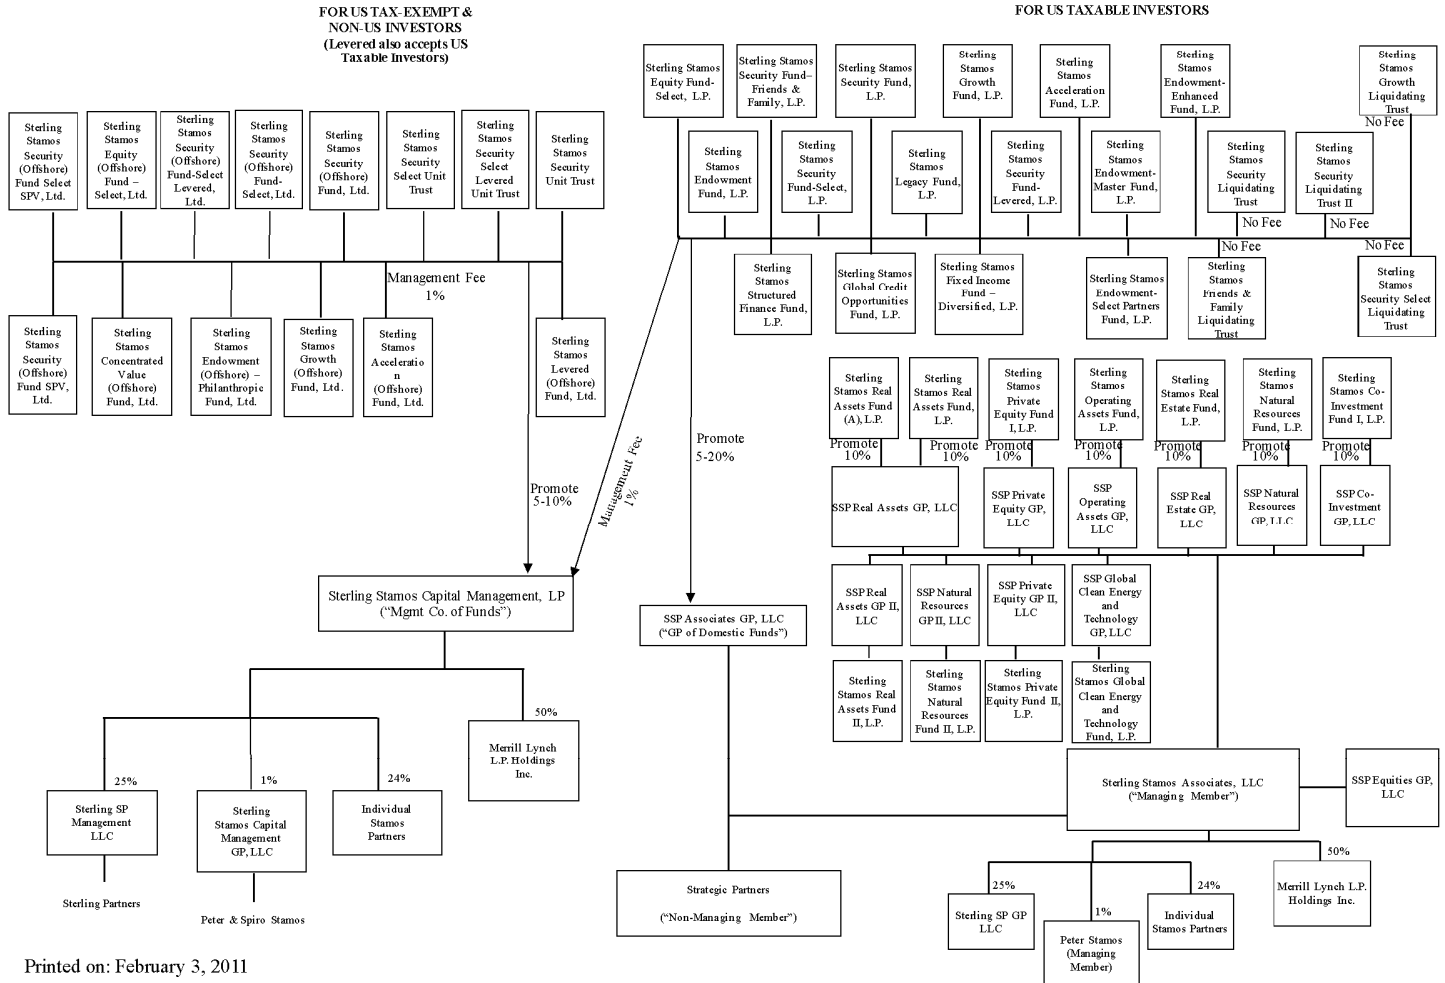 FOR US TAX-EXEMPT &
NON-US INVESTORS
(Levered also accepts US
Taxable Investors)
FOR US TAXABLE INVESTORS
Sterling
Stamos
Security
(Offshore)
Fund Select
SPV, Ltd.
Sterling
Stamos
Equity
(Offshore)
Fund –
Select, Ltd.
Sterling
Stamos
Security
(Offshore)
Fund-Select
Levered,
Ltd.
Sterling
Stamos
Security
(Offshore)
Fund-
Select, Ltd.
Sterling
Stamos
Security
(Offshore)
Fund, Ltd.
Sterling
Stamos
Security
Select Unit
Trust
Sterling
Stamos
Security
Select
Levered
Unit Trust
Sterling
Stamos
Security
Unit Trust
Management Fee
1%
Sterling
Stamos
Security
(Offshore)
Fund SPV,
Ltd.
Sterling
Stamos
Concentrated
Value
(Offshore)
Fund, Ltd.
Sterling
Stamos
Endowment
(Offshore) –
Philanthropic
Fund, Ltd.
Sterling
Stamos
Growth
(Offshore)
Fund, Ltd.
Sterling
Stamos
Acceleratio
n
(Offshore)
Fund, Ltd.
Sterling
Stamos
Levered
(Offshore)
Fund, Ltd.
Sterling Stamos
Equity Fund-
Select, L.P.
Sterling Stamos
Security Fund–
Friends &
Family, L.P.
Sterling Stamos
Security Fund,
L.P.
Sterling
Stamos
Growth
Fund, L.P.
Sterling
Stamos
Acceleration
Fund, L.P.
Sterling
Stamos
Endowment-
Enhanced
Fund, L.P.
Sterling
Stamos
Growth
Liquidating
Trust
No Fee
Sterling
Stamos
Endowment
Fund, L.P.
Sterling
Stamos
Security
Fund-Select,
L.P.
Sterling
Stamos
Legacy Fund,
L.P.
Sterling
Stamos
Security
Fund-
Levered, L.P.
Sterling
Stamos
Endowment-
Master Fund,
L.P.
Sterling
Stamos
Security
Liquidating
Trust
No Fee
Sterling
Stamos
Security
Liquidating
Trust II
No Fee
No Fee
No Fee
Sterling
Stamos
Structured
Finance Fund,
L.P.
Sterling Stamos
Global Credit
Opportunities
Fund, L.P.
Sterling Stamos
Fixed Income
Fund –
Diversified, L.P.
Sterling Stamos
Endowment-
Select Partners
Fund, L.P.
Sterling
Stamos
Friends &
Family
Liquidating
Trust
Sterling
Stamos
Security Select
Liquidating
Trust
Promote
5-10%
Management Fee
1%
Promote
5-20%
Sterling
Stamos Real
Assets Fund
(A), L.P.
Sterling
Stamos Real
Assets Fund,
L.P.
Sterling
Stamos
Private
Equity Fund
I, L.P.
Sterling
Stamos
Operating
Assets Fund,
L.P.
Sterling
Stamos Real
Estate Fund,
L.P.
Sterling
Stamos
Natural
Resources
Fund, L.P.
Sterling
Stamos Co-
Investment
Fund I, L.P.
Promote
10%
Promote
10%
Promote
10%
Promote
10%
Promote
10%
Promote
10%
Promote
10%
SSP Real Assets GP, LLC
SSP Private
Equity GP,
LLC
SSP
Operating
Assets GP,
LLC
SSP Real
Estate GP,
LLC
SSP Natural
Resources
GP, LLC
SSP Co-
Investment
GP, LLC
SSP Real
Assets GP II,
LLC
SSP Natural
Resources
GP II, LLC
SSP Private
Equity GP II,
LLC
SSP Global
Clean Energy
and
Technology
GP, LLC
Sterling
Stamos Real
Assets Fund
II, L.P.
Sterling
Stamos
Natural
Resources
Fund II, L.P.
Sterling
Stamos Private
Equity Fund II,
L.P.
Sterling
Stamos Global
Clean Energy
and
Technology
Fund, L.P.
Sterling Stamos Capital Management, LP
(“Mgmt Co. of Funds”)
SSP Associates GP, LLC
(“GP of Domestic Funds”)
50%
Merrill Lynch
L.P. Holdings
Inc.
25%
Sterling SP
Management
LLC
1%
Sterling
Stamos Capital
Management
GP, LLC
24%
Individual
Stamos
Partners
Sterling Partners
Peter & Spiro Stamos
Sterling Stamos Associates, LLC
(“Managing Member”)
SSP Equities GP,
LLC
Strategic Partners
(“Non-Managing Member”)
25%
Sterling SP GP
LLC
1%
Peter Stamos
(Managing
Member)
24%
Individual
Stamos Partners
50%
Merrill Lynch L.P.
Holdings Inc.
Printed on: February 3, 2011